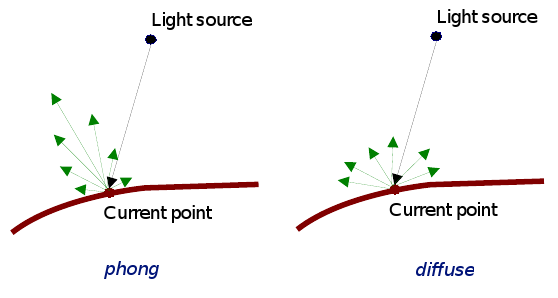 Light source
Current point
phong
Light source
Current point
diffuse